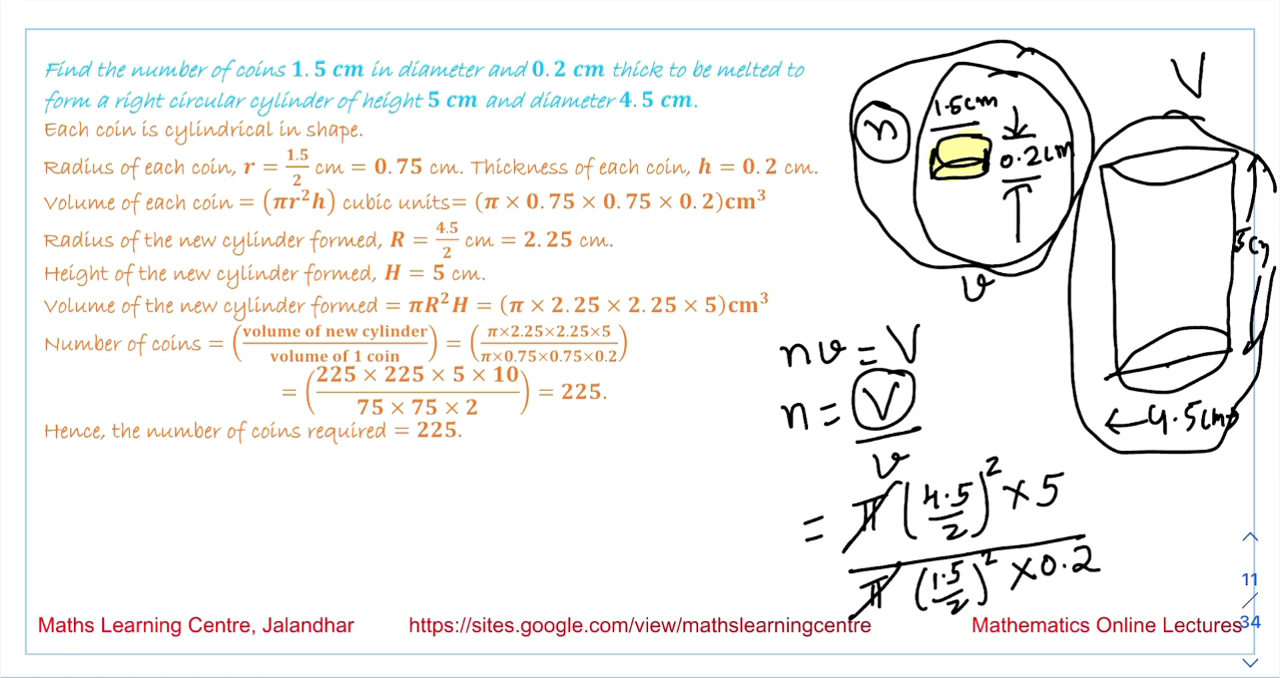 Find the number of coins 1.5 cm in diameter and 0.2 cm thick to be melted to
form a right circular cylinder of height 5 cm and diameter 4.5 cm.
Each coin is cylindrical in shape.
Radius of each coin, r = 1.5/2 cm = 0.75 cm. Thickness of each coin, h = 0.2 cm.
Volume of each coin = (πr²h) cubic units= (π × 0.75 × 0.75 × 0.2)cm³
Radius of the new cylinder formed, R = 4.5/2 cm = 2.25 cm.
Height of the new cylinder formed, H = 5 cm.
Volume of the new cylinder formed = πR²H = (π × 2.25 × 2.25 × 5)cm³
Number of coins = (volume of new cylinder/volume of 1 coin) = (π×2.25×2.25×5/π×0.75×0.75×0.2)
= (225 × 225 × 5 × 10/75 × 75 × 2) = 225.
Hence, the number of coins required = 225.
n
1.5cm
0.2cm
v
V
5cm
4.5cm
nv = V
n = V/v
= π(4.5/2)² × 5
π(1.5/2)² × 0.2
11
/
34
Maths Learning Centre, Jalandhar https://sites.google.com/view/mathslearningcentre Mathematics Online Lectures